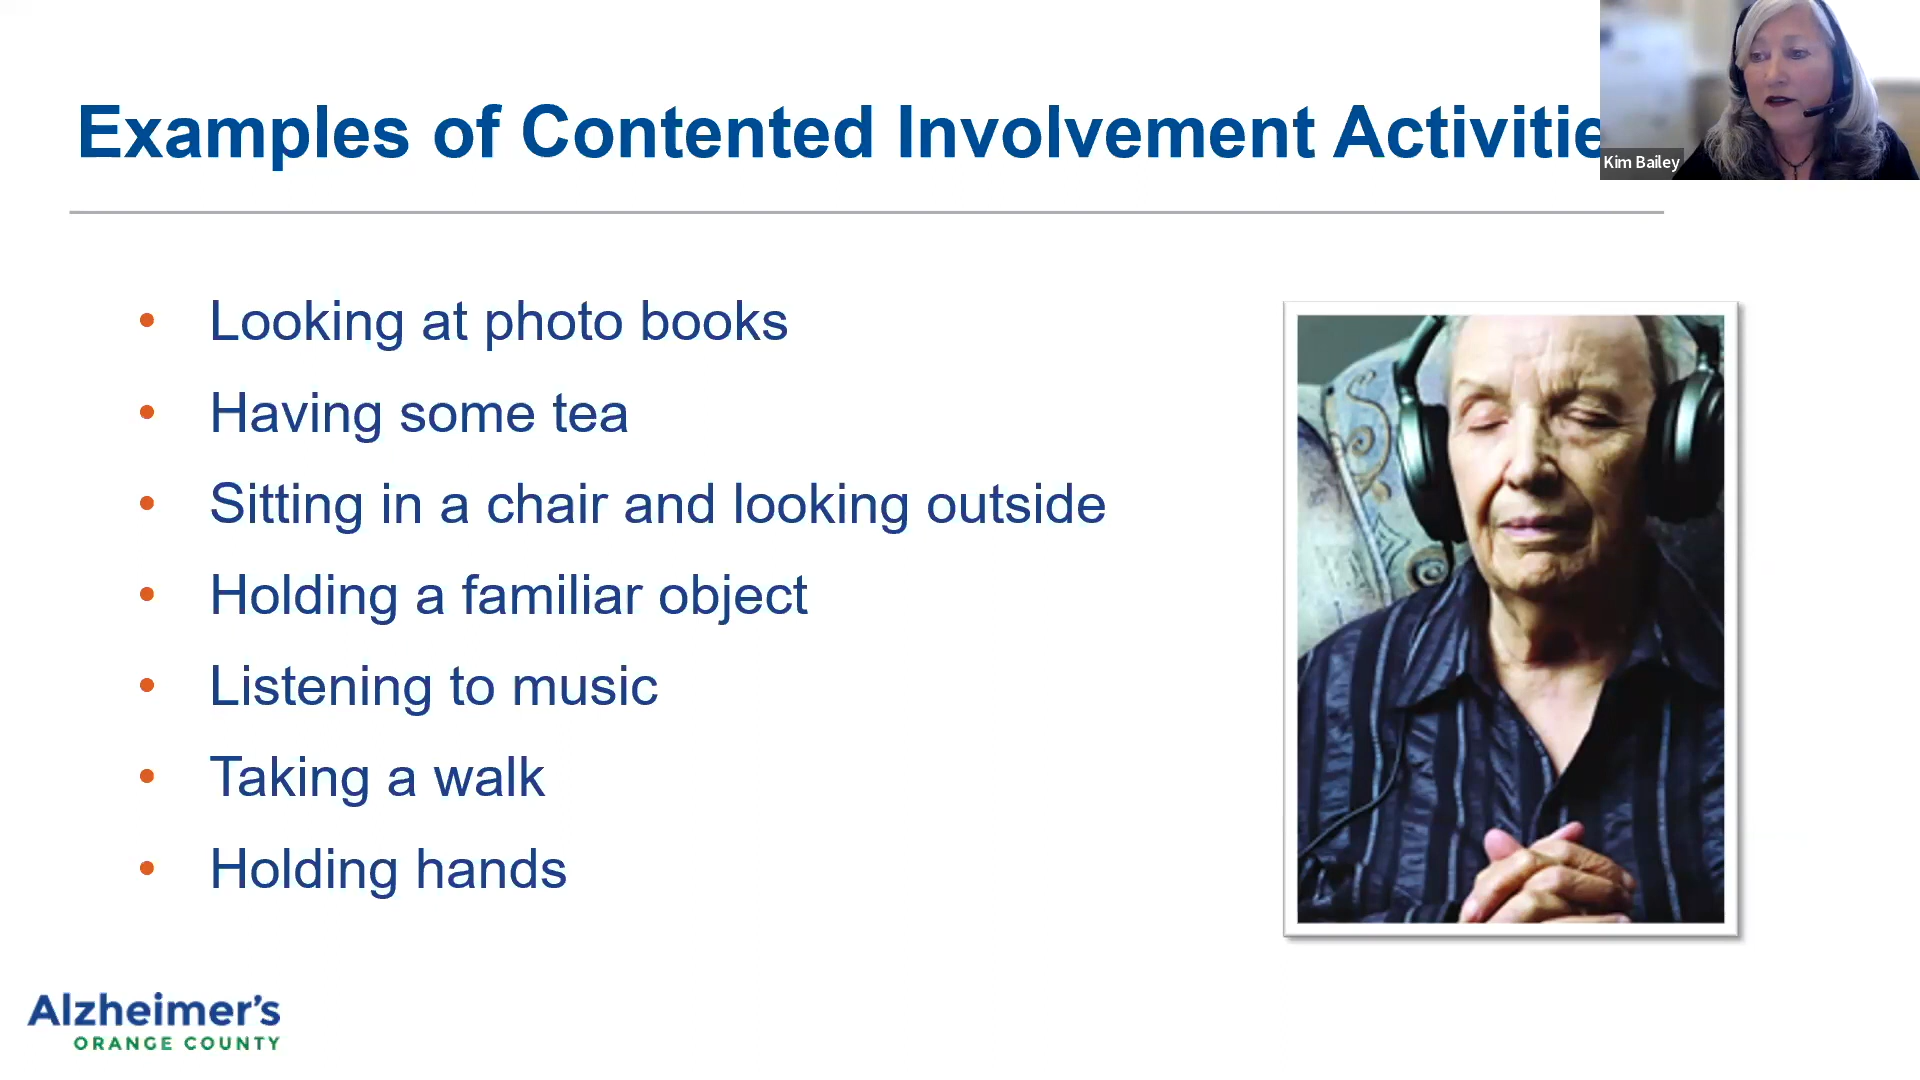 Examples of Contented Involvement Activitie
Kim Bailey
• Looking at photo books
• Having some tea
• Sitting in a chair and looking outside
• Holding a familiar object
• Listening to music
• Taking a walk
• Holding hands
Alzheimer's
ORANGE COUNTY